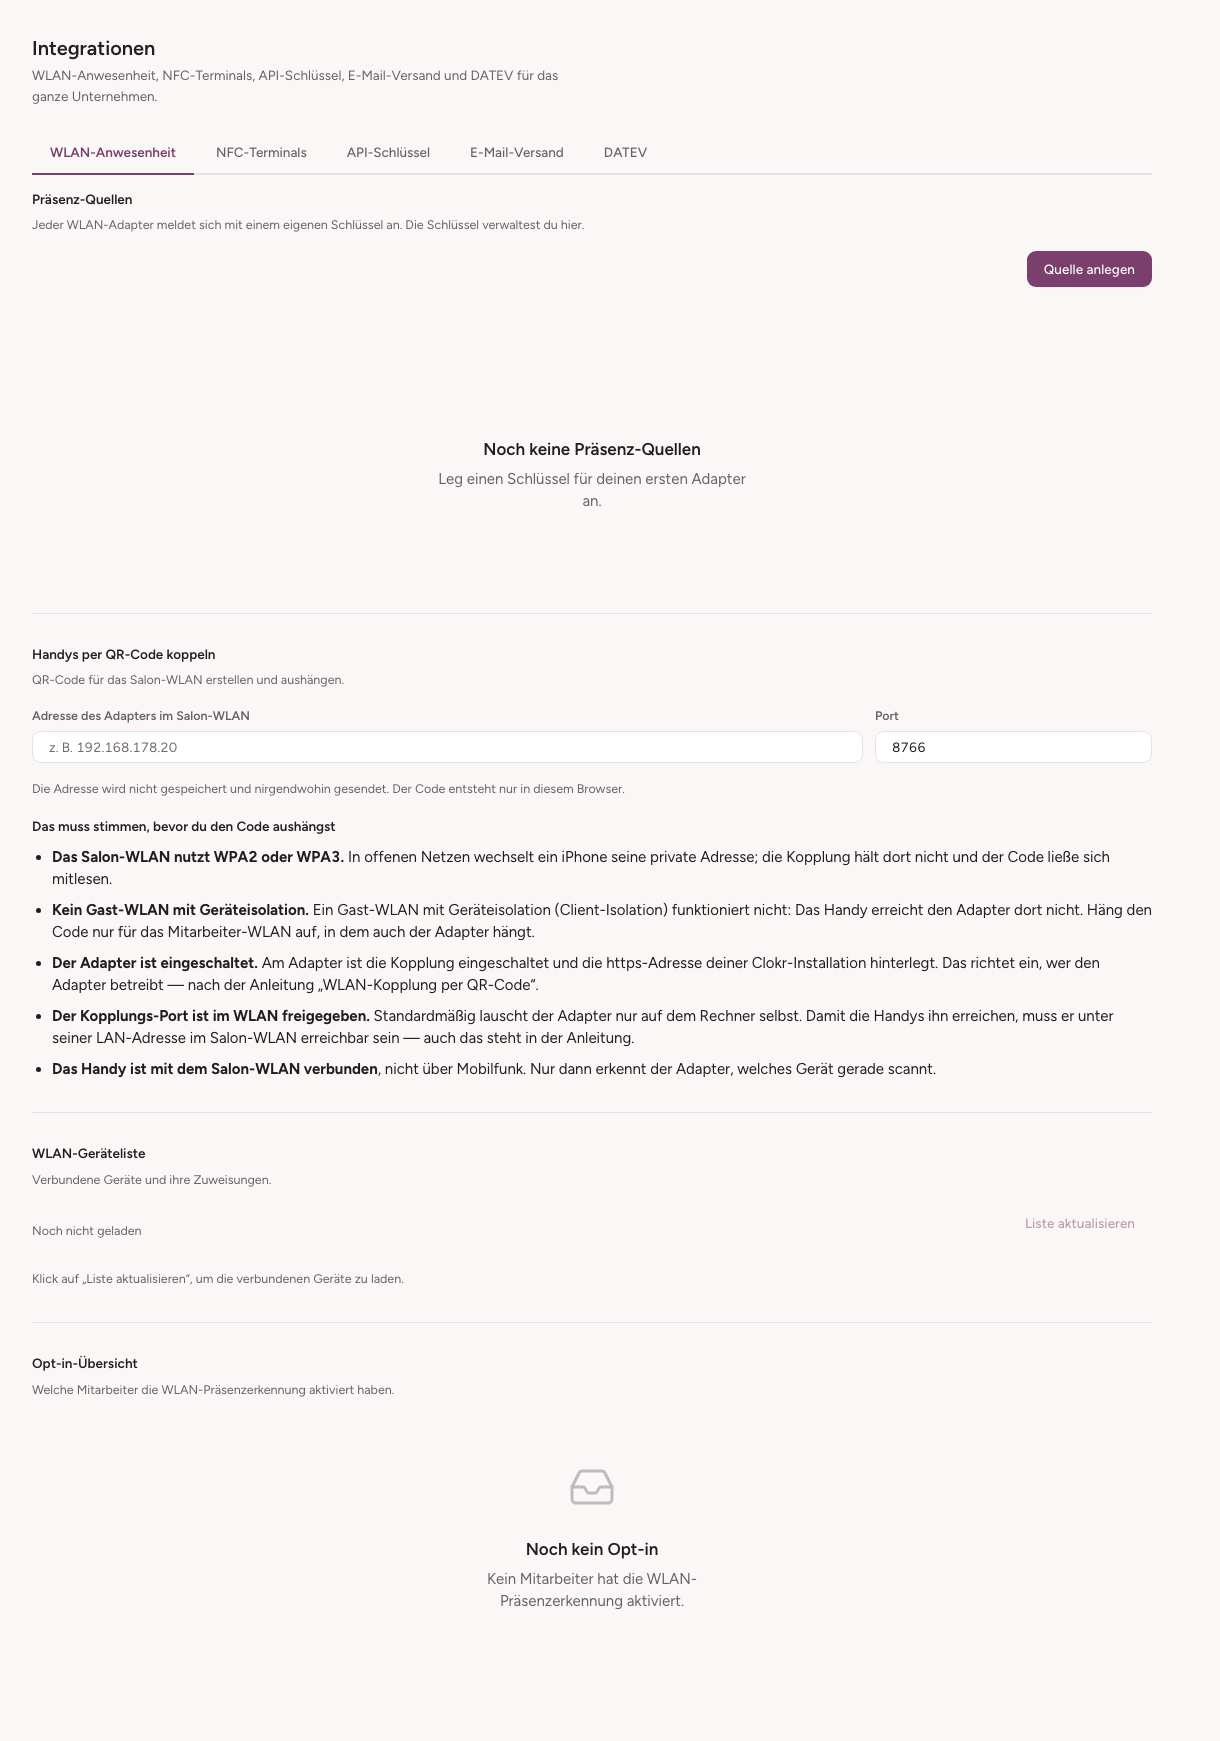 Integrationen
WLAN-Anwesenheit, NFC-Terminals, API-Schlüssel, E-Mail-Versand und DATEV für das
ganze Unternehmen.
WLAN-Anwesenheit NFC-Terminals API-Schlüssel E-Mail-Versand DATEV
Präsenz-Quellen
Jeder WLAN-Adapter meldet sich mit einem eigenen Schlüssel an. Die Schlüssel verwaltest du hier.
Quelle anlegen
Noch keine Präsenz-Quellen
Leg einen Schlüssel für deinen ersten Adapter
an.
Handys per QR-Code koppeln
QR-Code für das Salon-WLAN erstellen und aushängen.
Adresse des Adapters im Salon-WLAN Port
z. B. 192.168.178.20 8766
Die Adresse wird nicht gespeichert und nirgendwohin gesendet. Der Code entsteht nur in diesem Browser.
Das muss stimmen, bevor du den Code aushängst
• Das Salon-WLAN nutzt WPA2 oder WPA3. In offenen Netzen wechselt ein iPhone seine private Adresse; die Kopplung hält dort nicht und der Code ließe sich
mitlesen.
• Kein Gast-WLAN mit Geräteisolation. Ein Gast-WLAN mit Geräteisolation (Client-Isolation) funktioniert nicht: Das Handy erreicht den Adapter dort nicht. Häng den
Code nur für das Mitarbeiter-WLAN auf, in dem auch der Adapter hängt.
• Der Adapter ist eingeschaltet. Am Adapter ist die Kopplung eingeschaltet und die https-Adresse deiner Clokr-Installation hinterlegt. Das richtet ein, wer den
Adapter betreibt — nach der Anleitung „WLAN-Kopplung per QR-Code“.
• Der Kopplungs-Port ist im WLAN freigegeben. Standardmäßig lauscht der Adapter nur auf dem Rechner selbst. Damit die Handys ihn erreichen, muss er unter
seiner LAN-Adresse im Salon-WLAN erreichbar sein — auch das steht in der Anleitung.
• Das Handy ist mit dem Salon-WLAN verbunden, nicht über Mobilfunk. Nur dann erkennt der Adapter, welches Gerät gerade scannt.
WLAN-Geräteliste
Verbundene Geräte und ihre Zuweisungen.
Noch nicht geladen Liste aktualisieren
Klick auf „Liste aktualisieren“, um die verbundenen Geräte zu laden.
Opt-in-Übersicht
Welche Mitarbeiter die WLAN-Präsenzerkennung aktiviert haben.
Noch kein Opt-in
Kein Mitarbeiter hat die WLAN-
Präsenzerkennung aktiviert.